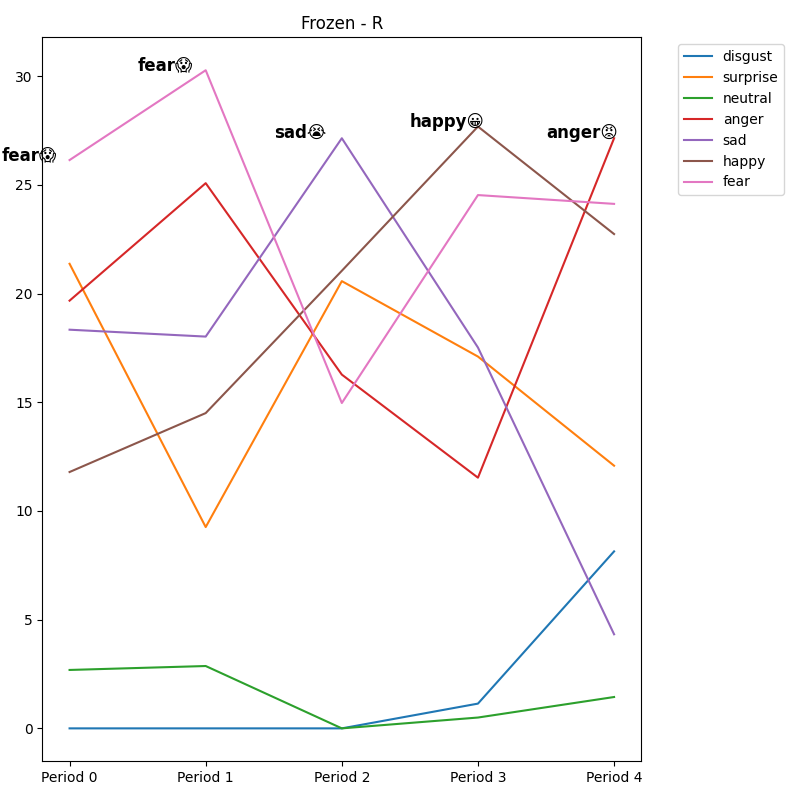 Frozen - R
fear😱
fear😱
sad😭
happy😀
anger😡
disgust
surprise
neutral
anger
sad
happy
fear
30
25
20
15
10
5
0
Period 0 Period 1 Period 2 Period 3 Period 4